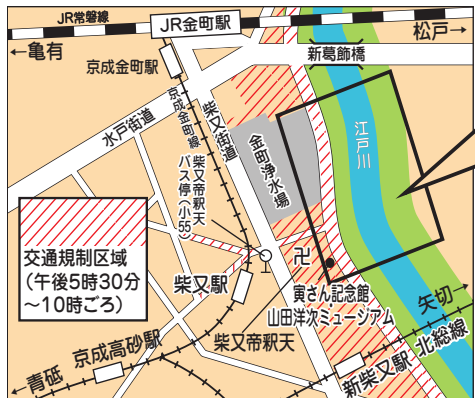 JR常磐線
JR金町駅
松戸→
←亀有
新葛飾橋
京成金町駅
京成金町線
水戸街道
柴又街道
金町浄水場
江戸川
柴又帝釈天
バス停(小55)
交通規制区域
(午後5時30分
～10時ごろ)
卍
柴又駅
寅さん記念館
山田洋次ミュージアム
矢切→
柴又帝釈天
京成高砂駅
新柴又駅
北総線
←青砥